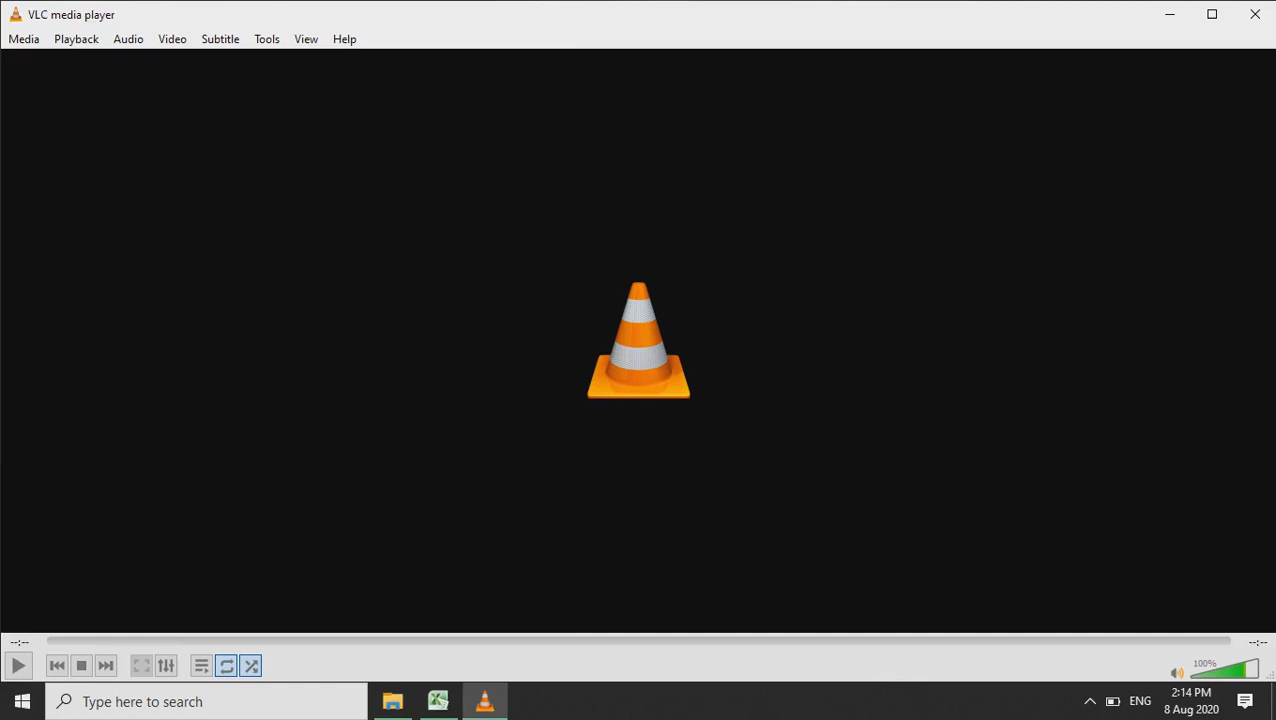 VLC media player
Media Playback Audio Video Subtitle Tools View Help
--:-- --:--
100%
Type here to search
ENG
2:14 PM
8 Aug 2020